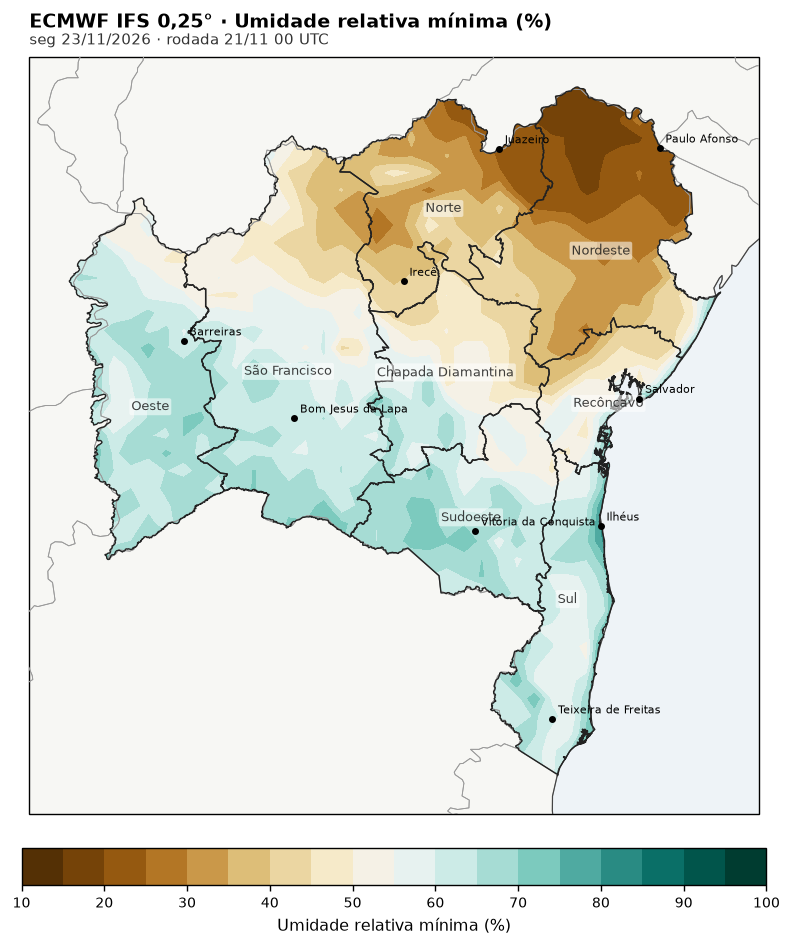 ECMWF IFS 0,25° · Umidade relativa mínima (%)
seg 23/11/2026 · rodada 21/11 00 UTC
Juazeiro
Paulo Afonso
Norte
Nordeste
Irecê
Barreiras
São Francisco
Chapada Diamantina
Salvador
Oeste
Bom Jesus da Lapa
Recôncavo
Sudoeste
Vitória da Conquista
Ilhéus
Sul
Teixeira de Freitas
10 20 30 40 50 60 70 80 90 100
Umidade relativa mínima (%)